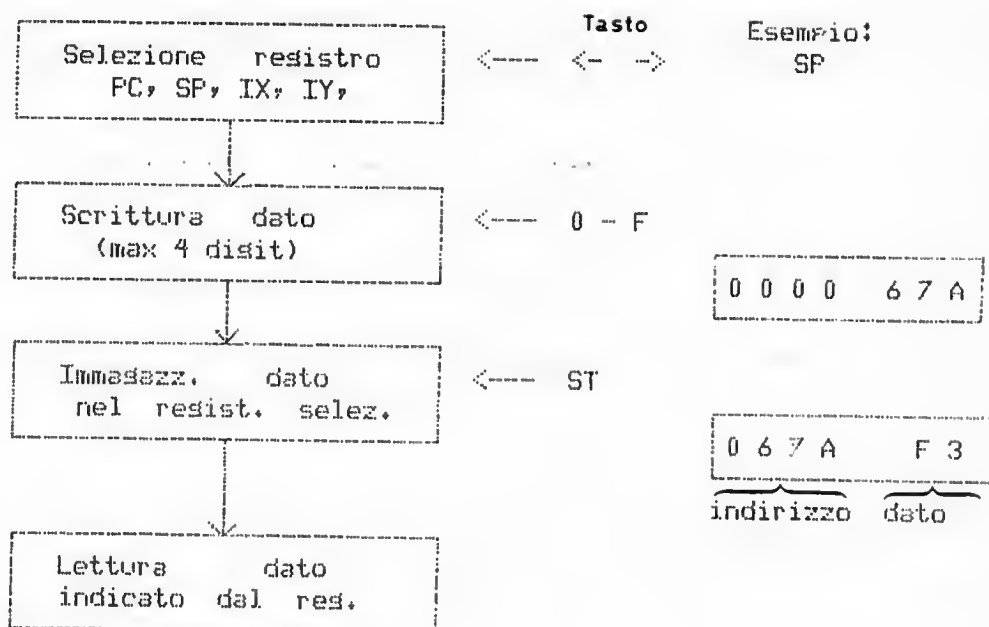 Tasto
Esempio:
Selezione registro
<---- <- ->
SP
PC, SP, IX, IY,
Scrittura dato
<---- 0 - F
(max 4 digit)
0 0 0 0 6 7 A
Immagazz. dato
<---- ST
nel regist. selez.
0 6 7 A F 3
indirizzo dato
Lettura dato
indicato dal reg.